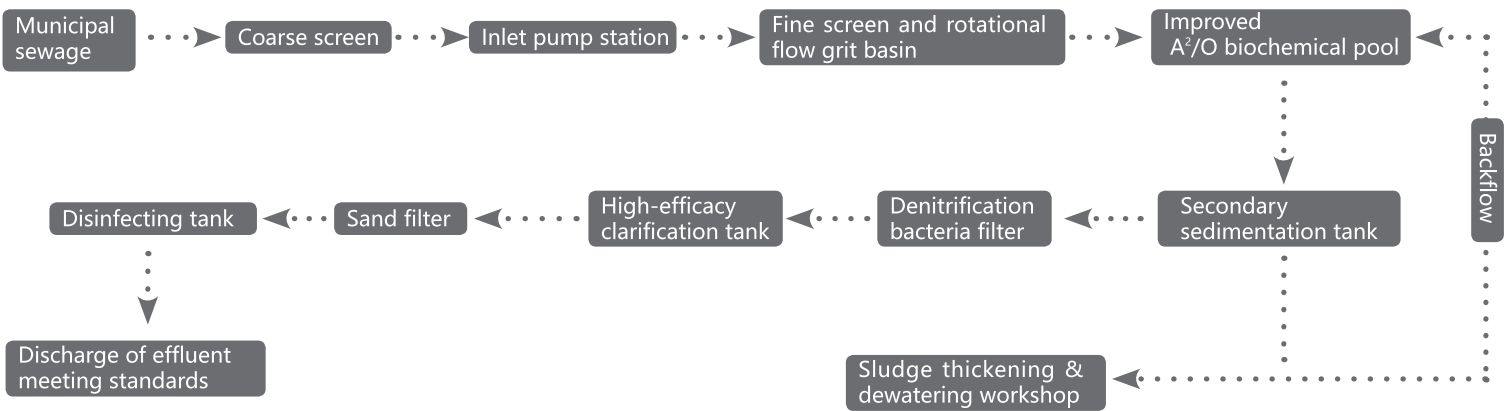 Municipal
sewage
Coarse screen
Inlet pump station
Fine screen and rotational
flow grit basin
Improved
A²/O biochemical pool
Backflow
Disinfecting tank
Sand filter
High-efficacy
clarification tank
Denitrification
bacteria filter
Secondary
sedimentation tank
Discharge of effluent
meeting standards
Sludge thickening &
dewatering workshop